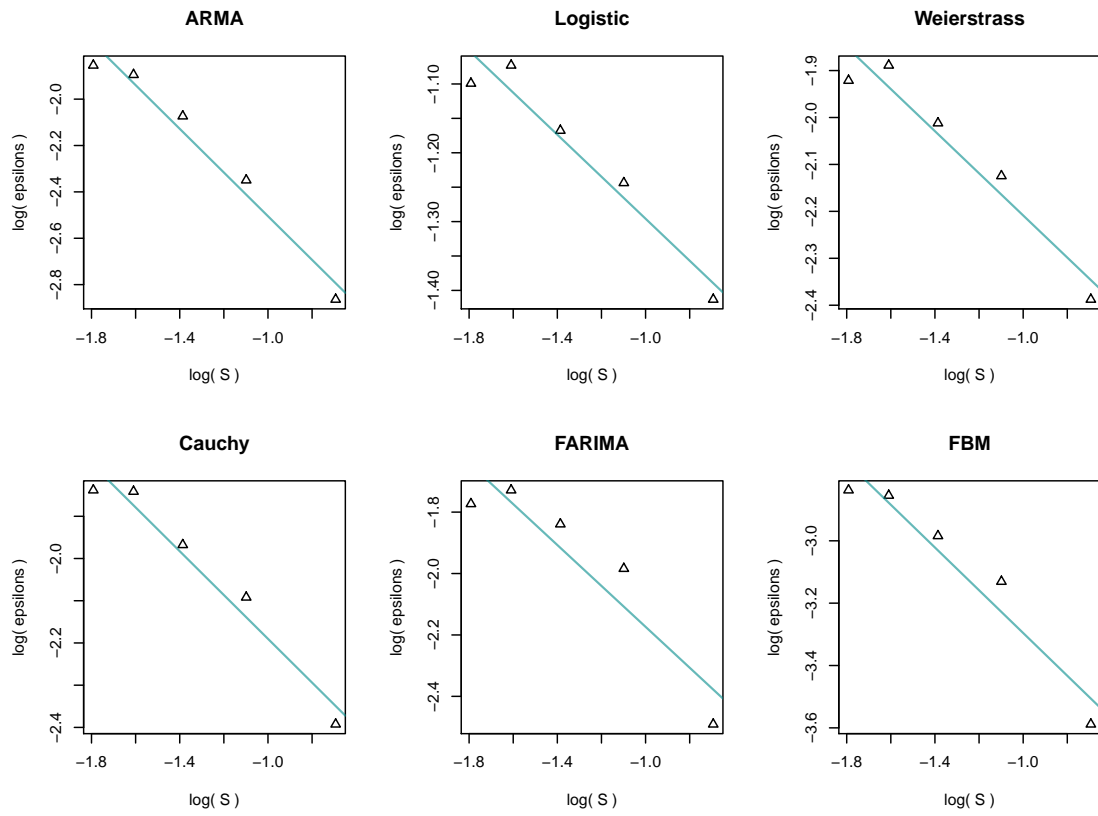 ARMA
−2.0
−2.2
−2.4
−2.6
−2.8
log( epsilons )
−1.8
−1.4
−1.0
log( S )
Logistic
−1.10
−1.20
−1.30
−1.40
log( epsilons )
−1.8
−1.4
−1.0
log( S )
Weierstrass
−1.9
−2.0
−2.1
−2.2
−2.3
−2.4
log( epsilons )
−1.8
−1.4
−1.0
log( S )
Cauchy
−2.0
−2.2
−2.4
log( epsilons )
−1.8
−1.4
−1.0
log( S )
FARIMA
−1.8
−2.0
−2.2
−2.4
log( epsilons )
−1.8
−1.4
−1.0
log( S )
FBM
−3.0
−3.2
−3.4
−3.6
log( epsilons )
−1.8
−1.4
−1.0
log( S )